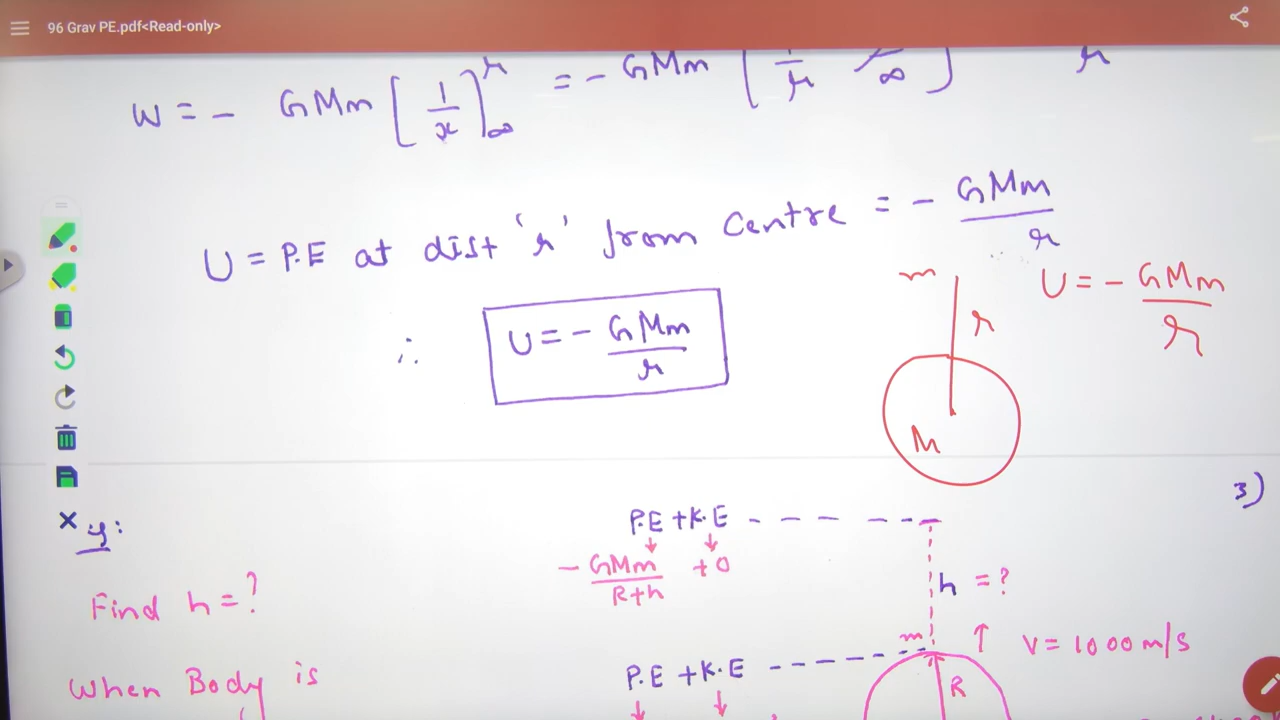 96 Grav PE.pdf<Read-only>
W = - GMm [1/x]^r_∞ = - GMm [1/r - 1/∞] r
U = P.E at dist 'r' from Centre = - GMm/r
m
r
U = - GMm/r
∴ U = - GMm/r
M
3)
y:
P.E + K.E
- GMm/R+h + 0
Find h = ?
h = ?
m
↑ V = 1000 m/s
When Body is
P.E + K.E
R